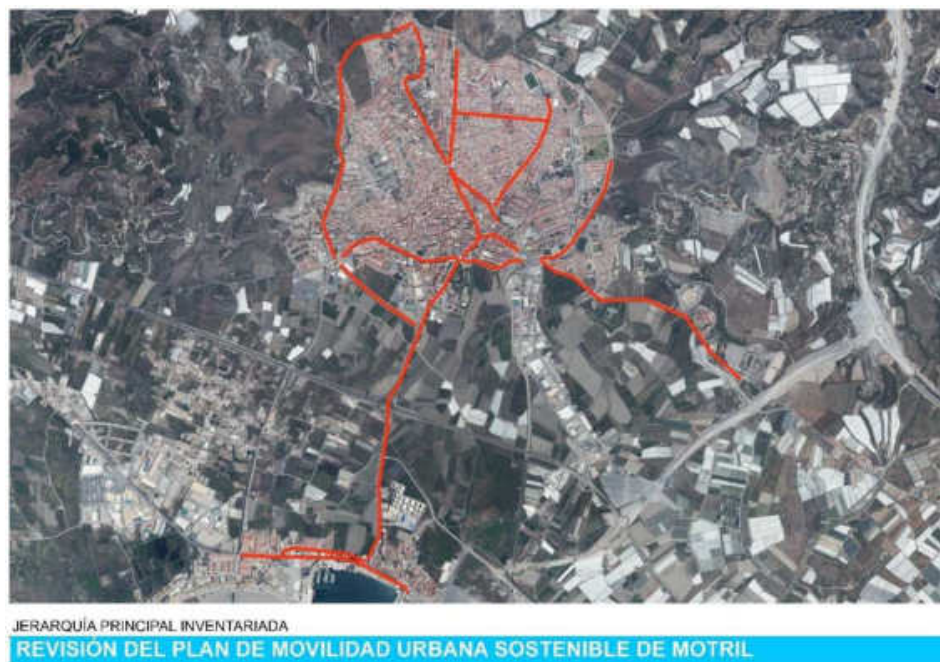 JERARQUÍA PRINCIPAL INVENTARIADA
REVISIÓN DEL PLAN DE MOVILIDAD URBANA SOSTENIBLE DE MOTRIL